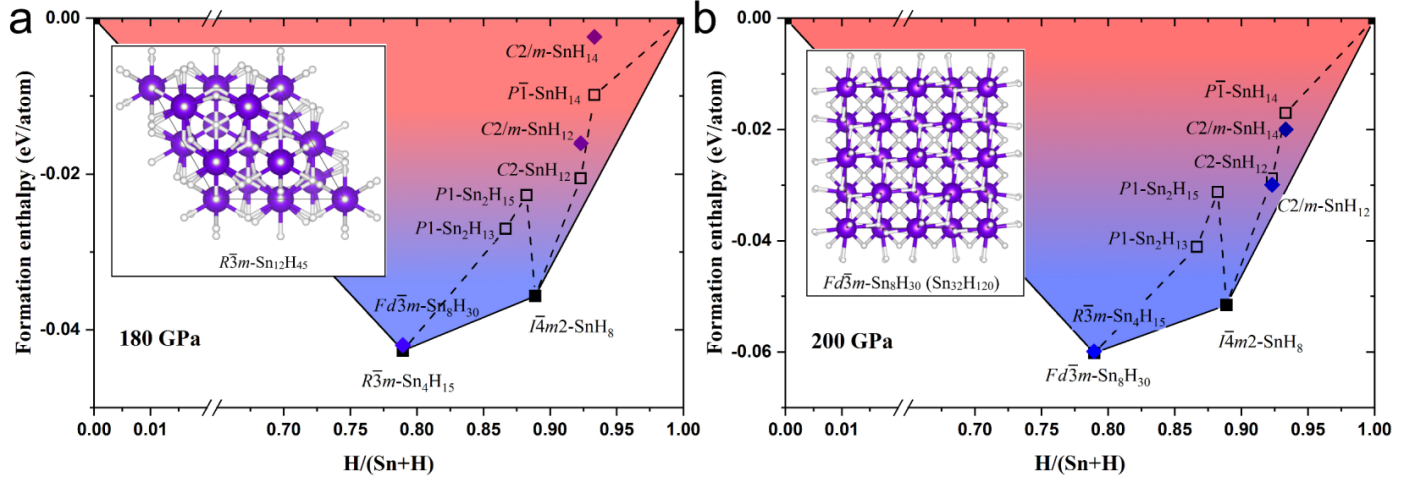 a
Formation enthalpy (eV/atom)
0.00
-0.02
-0.04
C2/m-SnH₁₄
P1̅-SnH₁₄
C2/m-SnH₁₂
C2-SnH₁₂
P1-Sn₂H₁₅
P1-Sn₂H₁₃
R3̅m-Sn₁₂H₄₅
Fd3̅m-Sn₈H₃₀
I4̅m2-SnH₈
180 GPa
R3̅m-Sn₄H₁₅
0.00 0.01 0.70 0.75 0.80 0.85 0.90 0.95 1.00
H/(Sn+H)
b
Formation enthalpy (eV/atom)
0.00
-0.02
-0.04
-0.06
P1̅-SnH₁₄
C2/m-SnH₁₄
C2-SnH₁₂
P1-Sn₂H₁₅
C2/m-SnH₁₂
P1-Sn₂H₁₃
Fd3̅m-Sn₈H₃₀ (Sn₃₂H₁₂₀)
R3̅m-Sn₄H₁₅
200 GPa
I4̅m2-SnH₈
Fd3̅m-Sn₈H₃₀
0.00 0.01 0.70 0.75 0.80 0.85 0.90 0.95 1.00
H/(Sn+H)